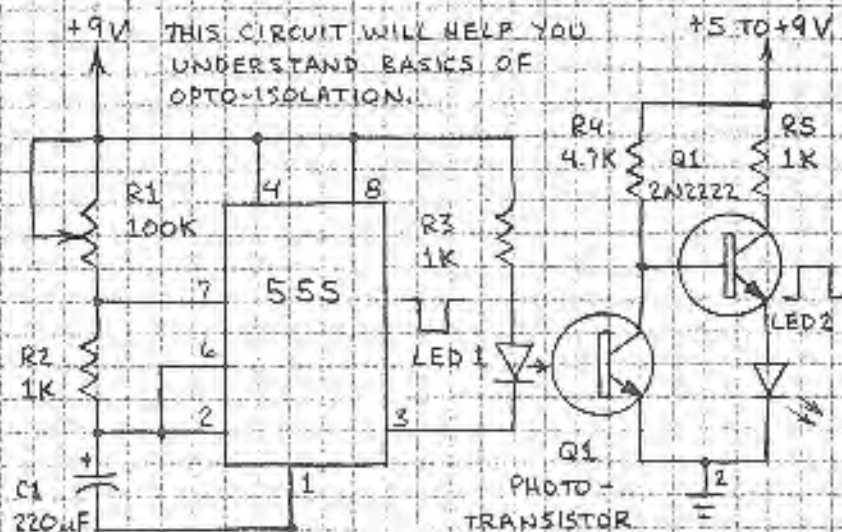 +9V THIS CIRCUIT WILL HELP YOU
UNDERSTAND BASICS OF
OPTO-ISOLATION.
+5 TO +9V
R1
100K
4
8
R3
1K
R4
4.7K
Q1
2N2222
R5
1K
7
555
6
2
3
1
R2
1K
C1
220µF
+
LED 1
LED 2
Q1
PHOTO-
TRANSISTOR
2